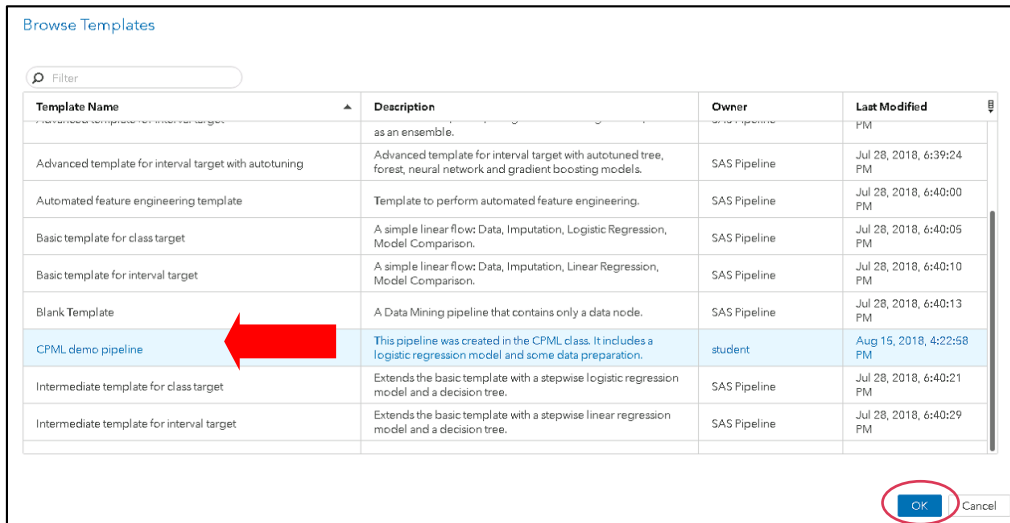 Browse Templates
Filter
Template Name Description Owner Last Modified
as an ensemble. PM
Advanced template for interval target with autotuning Advanced template for interval target with autotuned tree, SAS Pipeline Jul 28, 2018, 6:39:24
forest, neural network and gradient boosting models. PM
Automated feature engineering template Template to perform automated feature engineering. SAS Pipeline Jul 28, 2018, 6:40:00
PM
Basic template for class target A simple linear flow: Data, Imputation, Logistic Regression, SAS Pipeline Jul 28, 2018, 6:40:05
Model Comparison. PM
Basic template for interval target A simple linear flow: Data, Imputation, Linear Regression, SAS Pipeline Jul 28, 2018, 6:40:10
Model Comparison. PM
Blank Template A Data Mining pipeline that contains only a data node. SAS Pipeline Jul 28, 2018, 6:40:13
PM
CPML demo pipeline This pipeline was created in the CPML class. It includes a student Aug 15, 2018, 4:22:58
logistic regression model and some data preparation. PM
Intermediate template for class target Extends the basic template with a stepwise logistic regression SAS Pipeline Jul 28, 2018, 6:40:21
model and a decision tree. PM
Intermediate template for interval target Extends the basic template with a stepwise linear regression SAS Pipeline Jul 28, 2018, 6:40:29
model and a decision tree. PM
OK Cancel